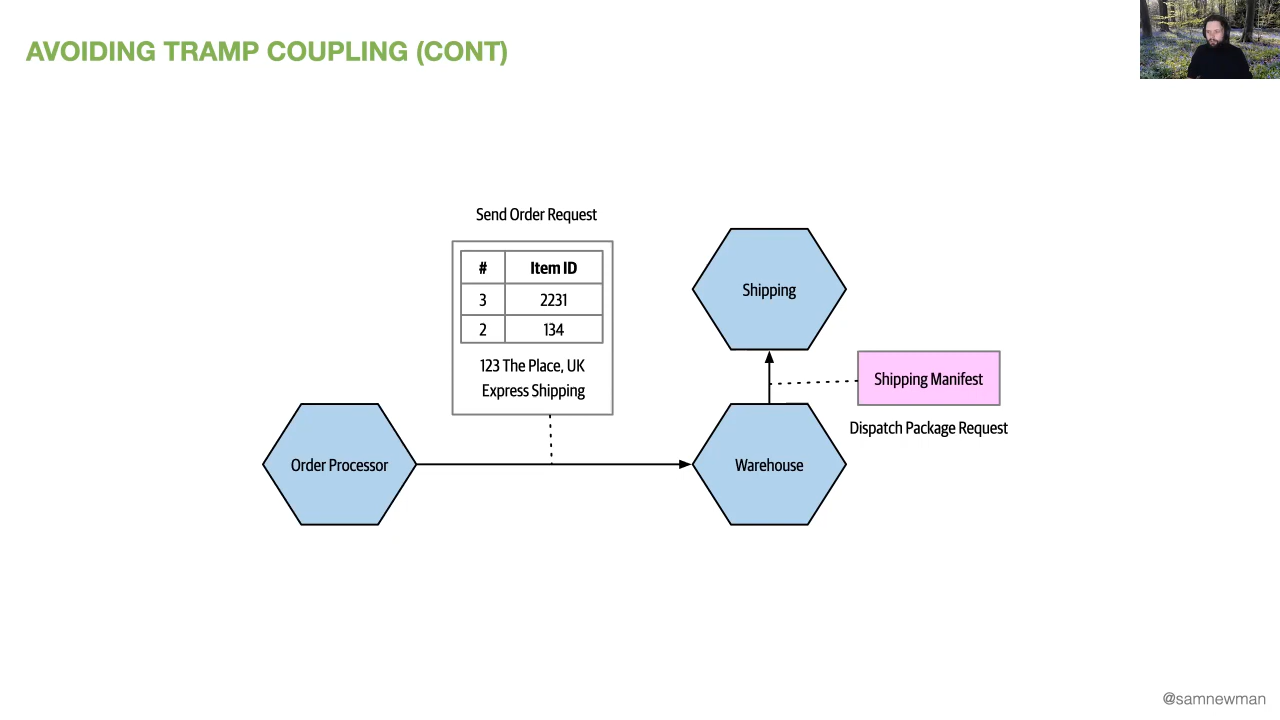 AVOIDING TRAMP COUPLING (CONT)
Send Order Request
# Item ID
3 2231
2 134
123 The Place, UK
Express Shipping
Shipping
Shipping Manifest
Dispatch Package Request
Order Processor
Warehouse
@samnewman